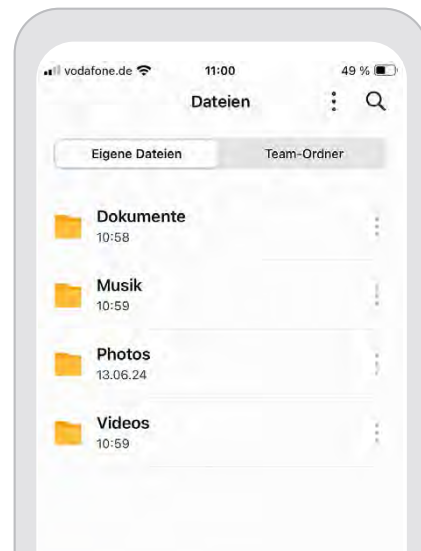 vodafone.de 11:00 49 %
Dateien
Eigene Dateien Team-Ordner
Dokumente
10:58
Musik
10:59
Photos
13.06.24
Videos
10:59